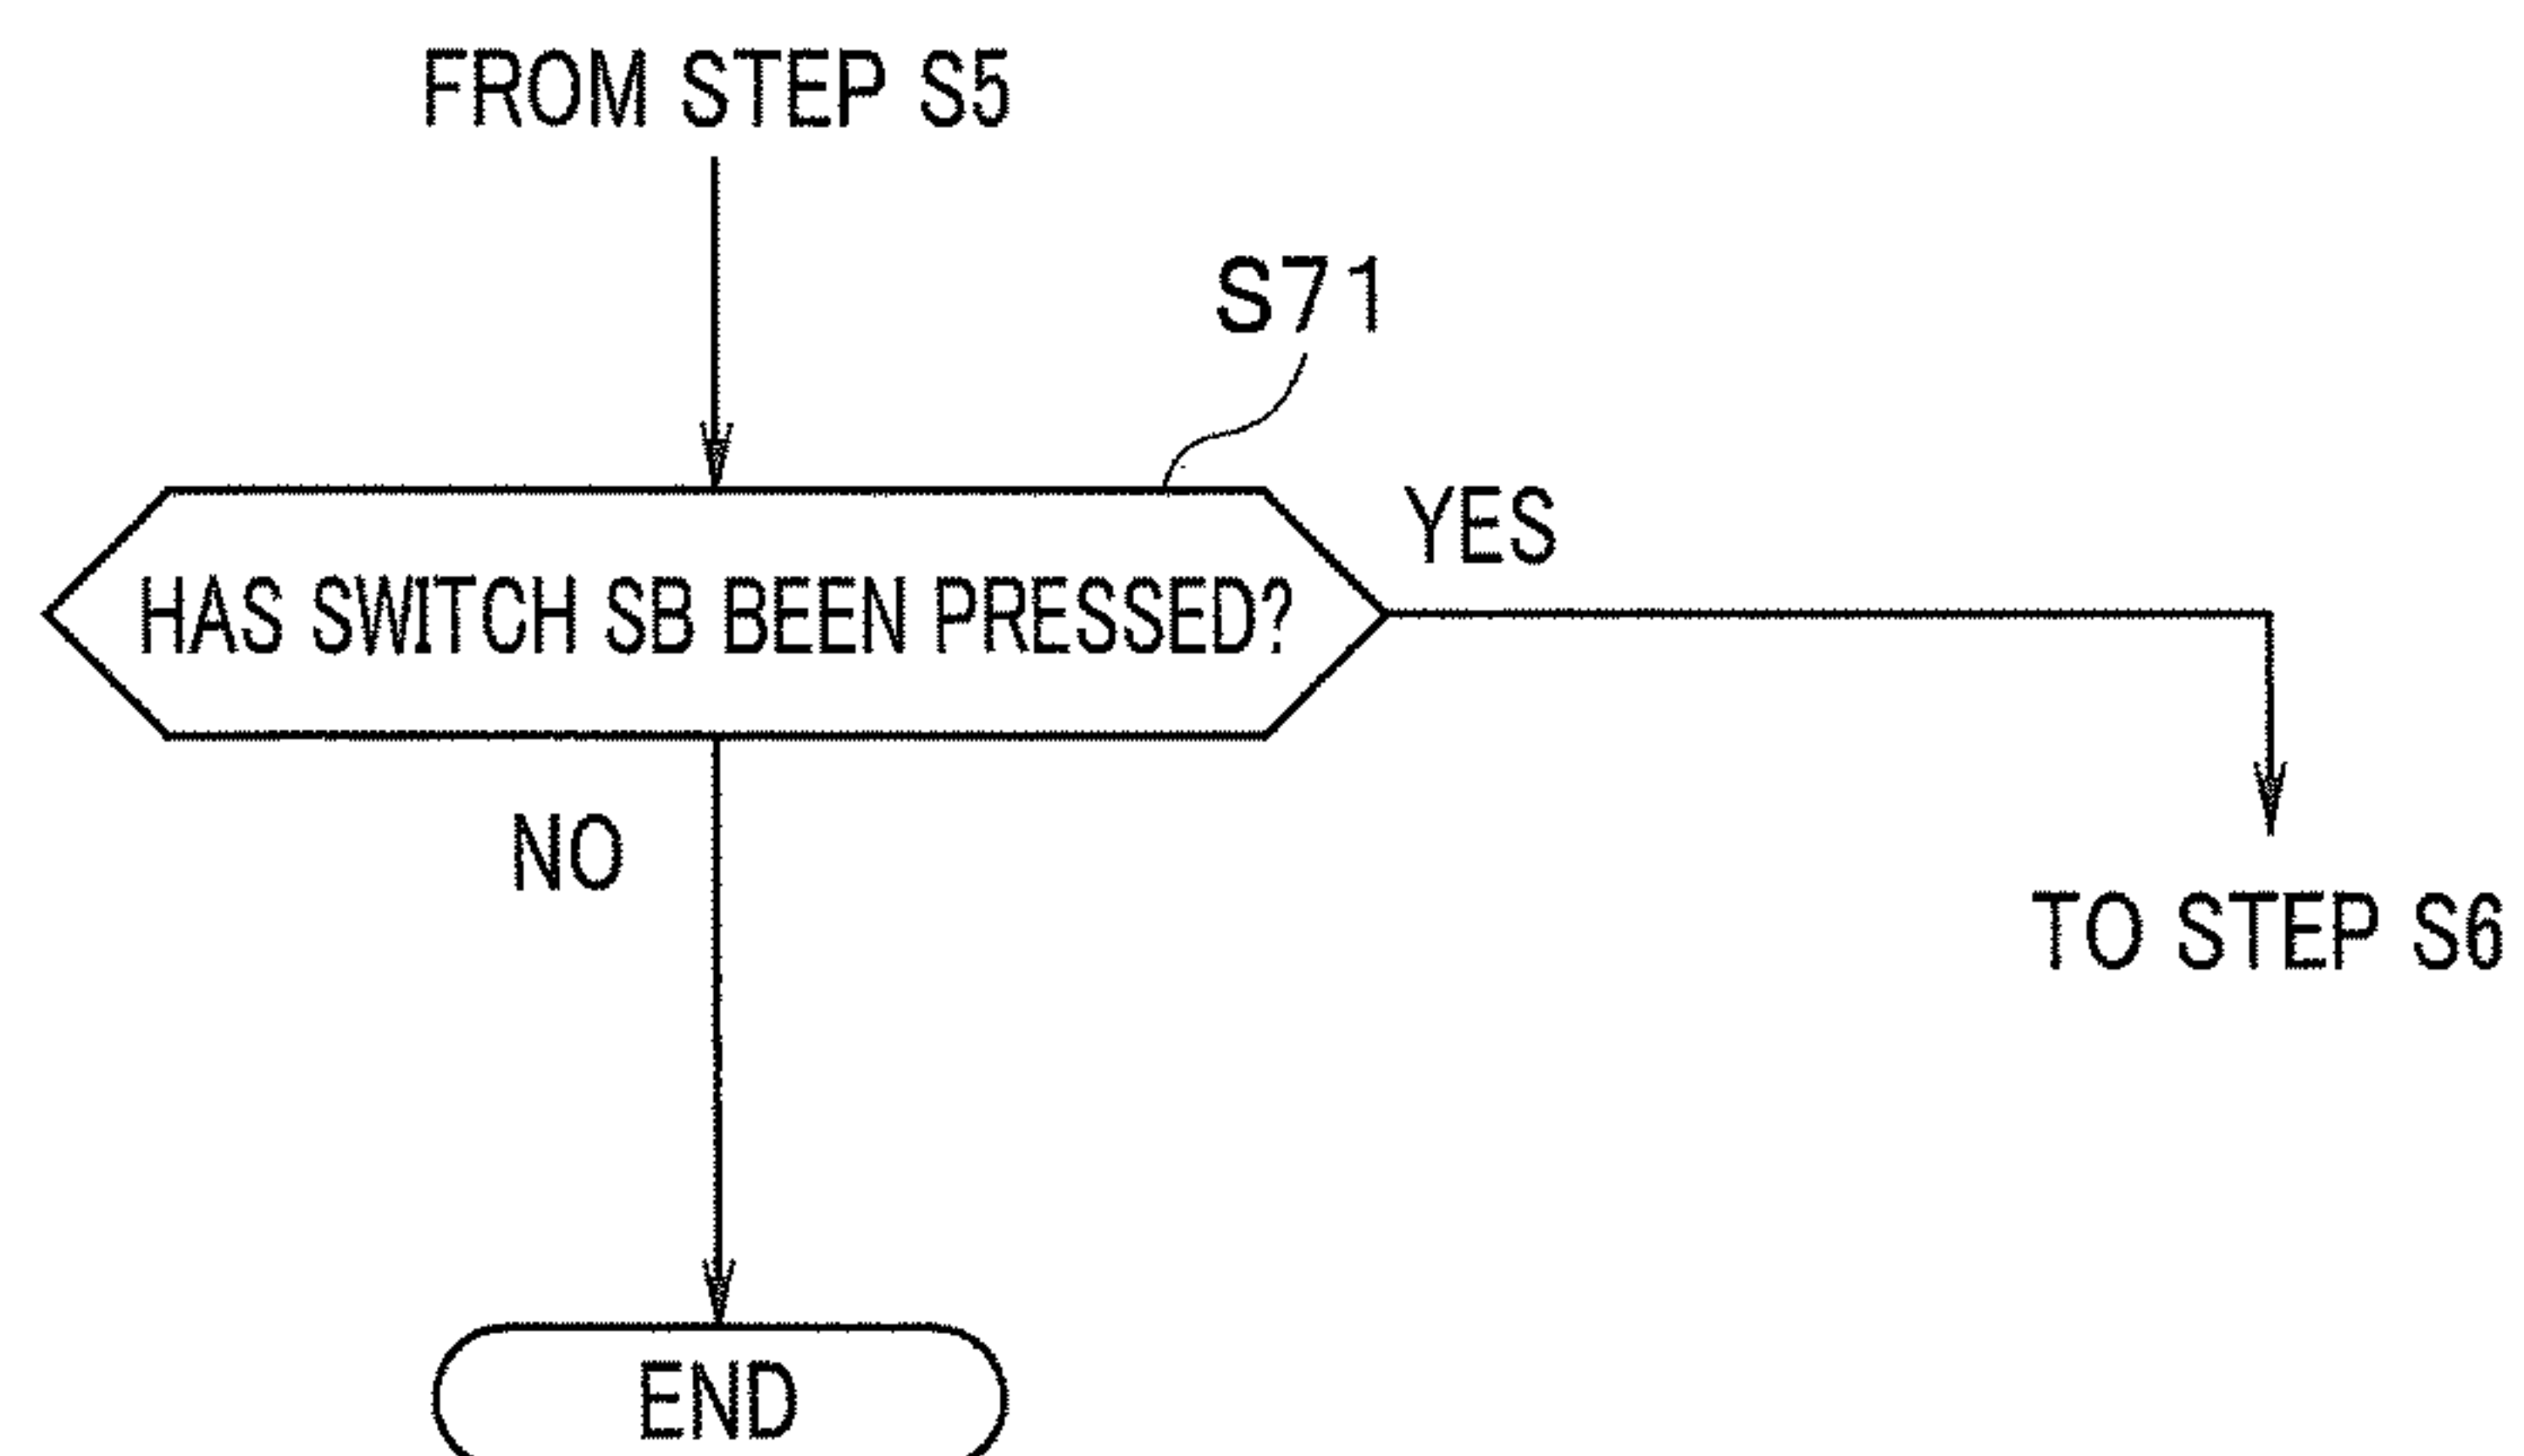 FROM STEP S5
S71
YES
HAS SWITCH SB BEEN PRESSED?
NO
TO STEP S6
END